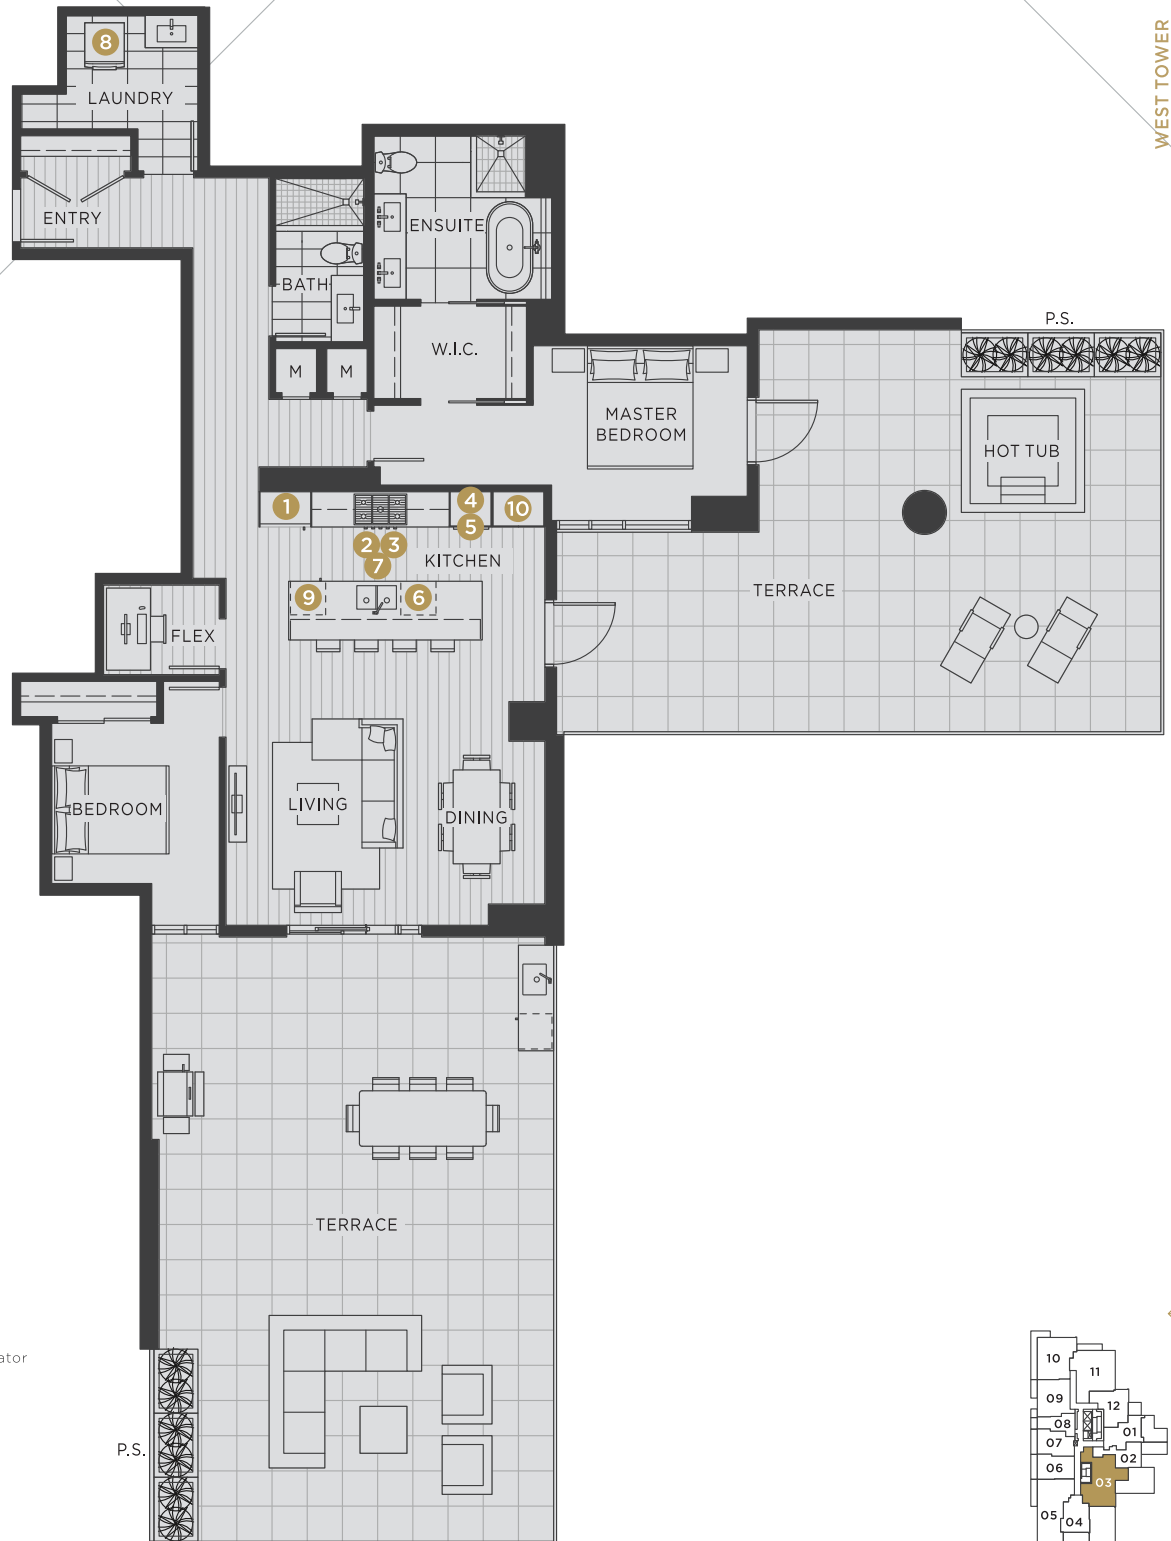 WEST TOWER
8
LAUNDRY
ENTRY
ENSUITE
BATH
P.S.
W.I.C.
M
M
MASTER
BEDROOM
HOT TUB
1
4
10
5
2
3
7
KITCHEN
TERRACE
9
6
FLEX
LIVING
BEDROOM
DINING
TERRACE
ator
P.S.
10
11
09
12
08
01
07
02
06
03
05
04